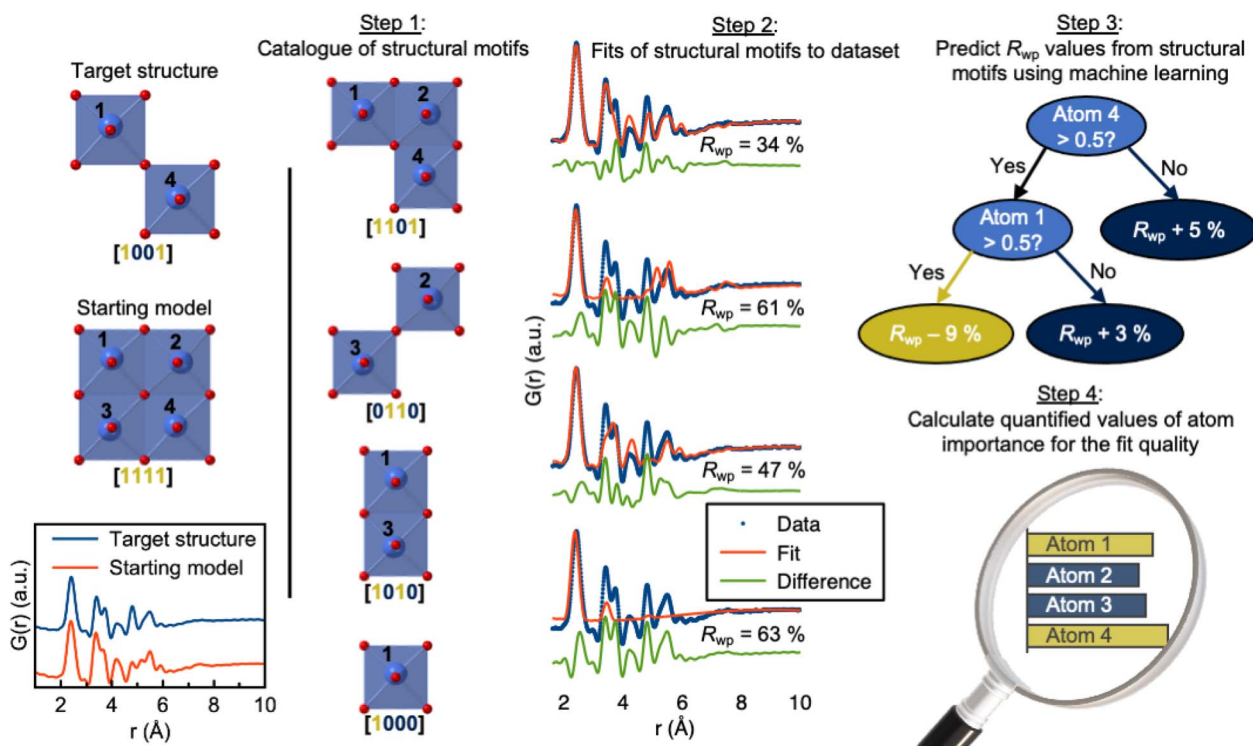 Target structure
1
4
[1001]
Starting model
1
2
3
4
[1111]
G(r) (a.u.)
Target structure
Starting model
2
4
6
8
10
r (Å)
Step 1:
Catalogue of structural motifs
1
2
4
[1101]
2
3
[0110]
1
3
[1010]
1
[1000]
Step 2:
Fits of structural motifs to dataset
G(r) (a.u.)
Rwp = 34 %
Rwp = 61 %
Rwp = 47 %
Data
Fit
Difference
Rwp = 63 %
2
4
6
8
10
r (Å)
Step 3:
Predict Rwp values from structural
motifs using machine learning
Atom 4
> 0.5?
Yes
No
Atom 1
> 0.5?
Rwp + 5 %
Yes
No
Rwp – 9 %
Rwp + 3 %
Step 4:
Calculate quantified values of atom
importance for the fit quality
Atom 1
Atom 2
Atom 3
Atom 4